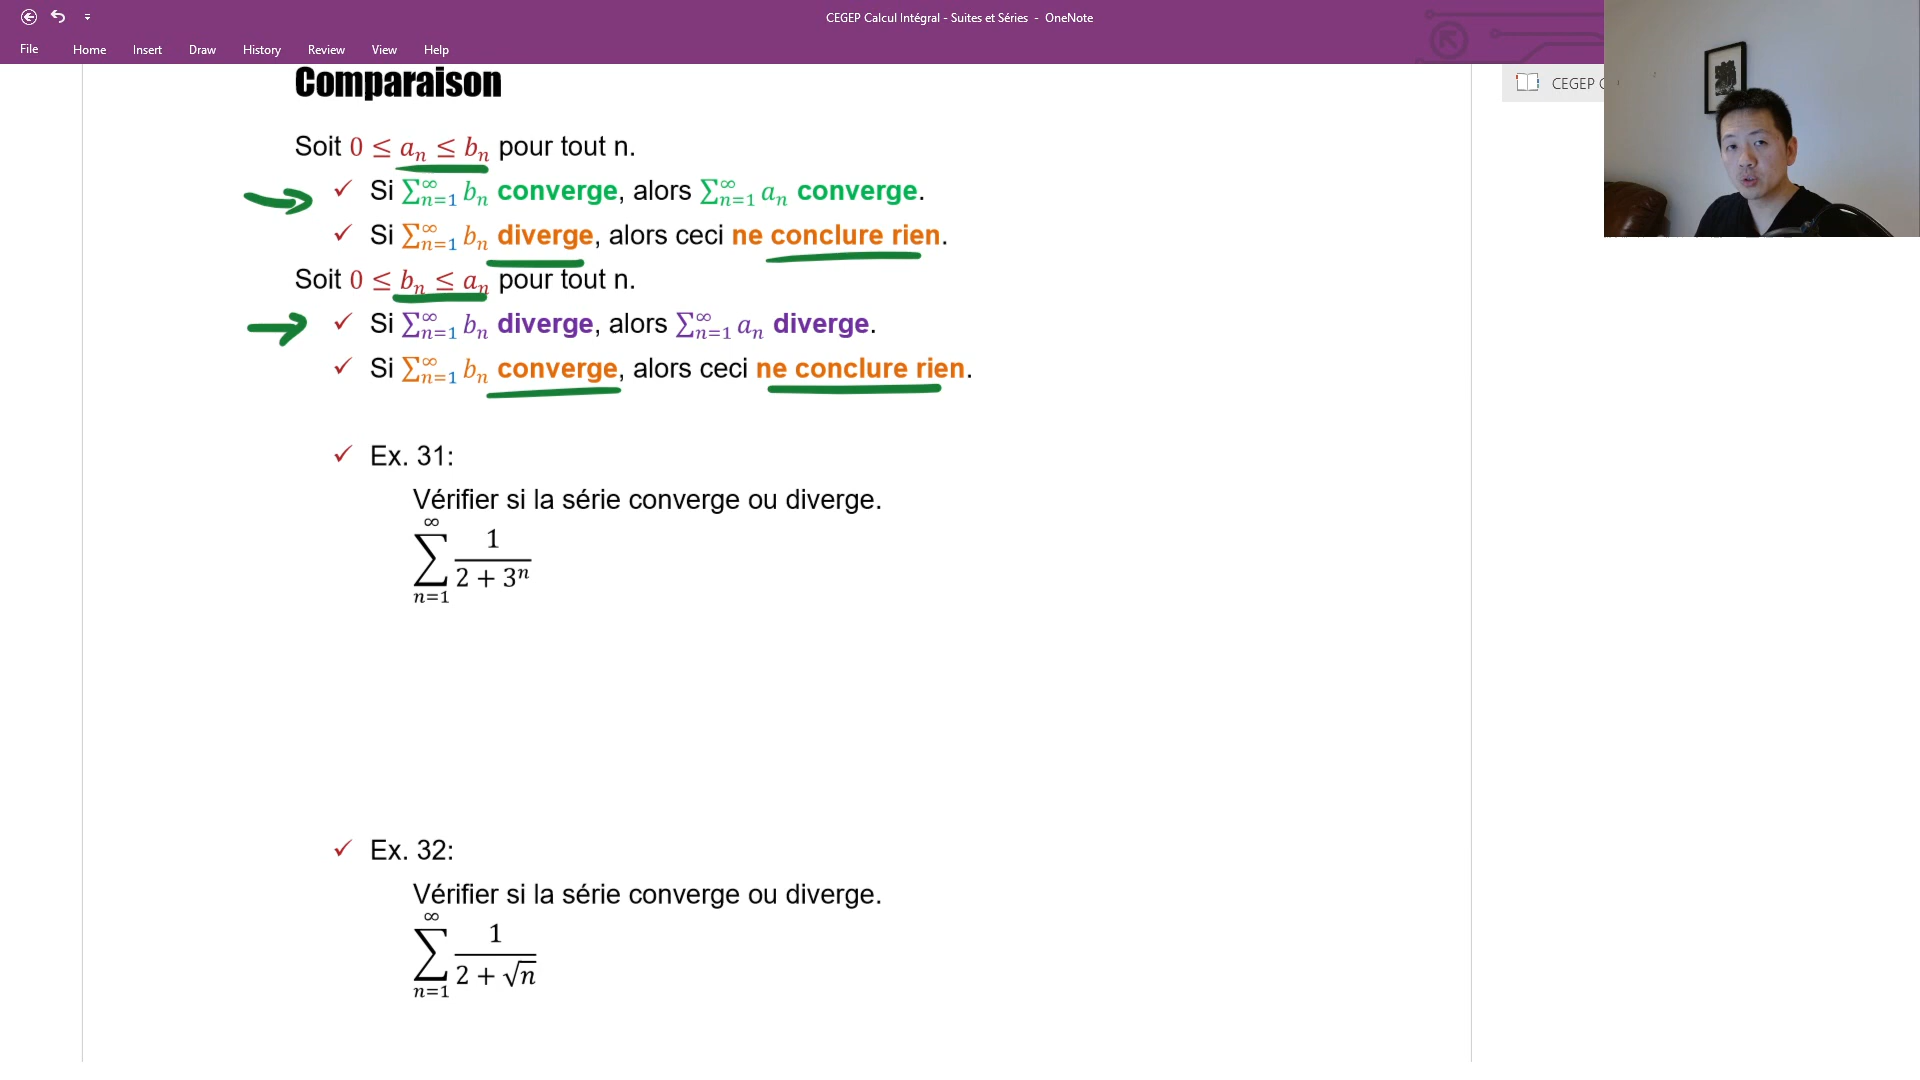 CEGEP Calcul Intégral - Suites et Séries - OneNote
File Home Insert Draw History Review View Help
CEGEP
Comparaison
Soit 0 ≤ aₙ ≤ bₙ pour tout n.
✓ Si ∑_{n=1}^{∞} bₙ converge, alors ∑_{n=1}^{∞} aₙ converge.
✓ Si ∑_{n=1}^{∞} bₙ diverge, alors ceci ne conclure rien.
Soit 0 ≤ bₙ ≤ aₙ pour tout n.
✓ Si ∑_{n=1}^{∞} bₙ diverge, alors ∑_{n=1}^{∞} aₙ diverge.
✓ Si ∑_{n=1}^{∞} bₙ converge, alors ceci ne conclure rien.
✓ Ex. 31:
Vérifier si la série converge ou diverge.
∑_{n=1}^{∞} 1/(2 + 3ⁿ)
✓ Ex. 32:
Vérifier si la série converge ou diverge.
∑_{n=1}^{∞} 1/(2 + √n)